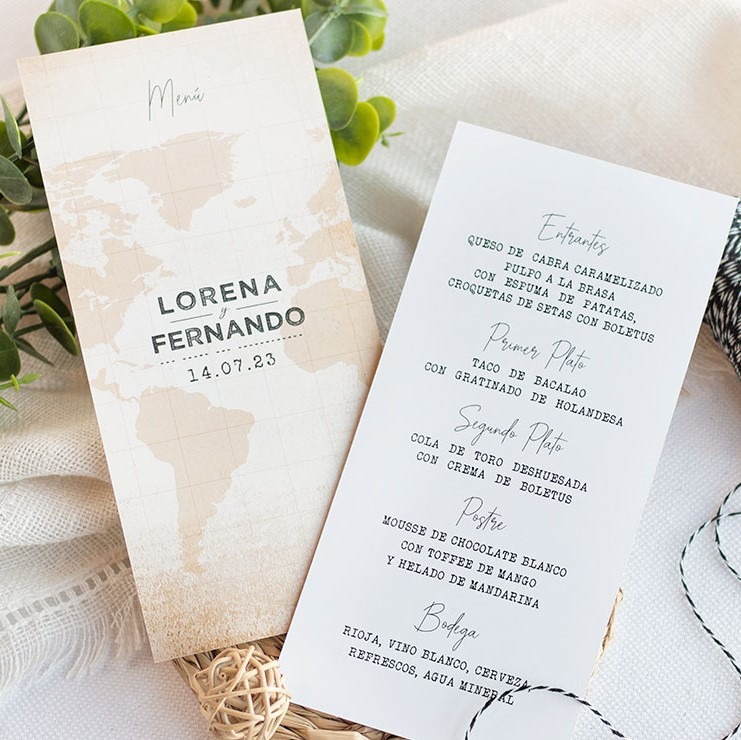 Menú
LORENA
y
FERNANDO
14.07.23
Entrantes
QUESO DE CABRA CARAMELIZADO
PULPO A LA BRASA
CON ESPUMA DE PATATAS,
CROQUETAS DE SETAS CON BOLETUS
Primer Plato
TACO DE BACALAO
CON GRATINADO DE HOLANDESA
Segundo Plato
COLA DE TORO DESHUESADA
CON CREMA DE BOLETUS
Postre
MOUSSE DE CHOCOLATE BLANCO
CON TOFFEE DE MANGO
Y HELADO DE MANDARINA
Bodega
RIOJA, VINO BLANCO, CERVEZA
REFRESCOS, AGUA MINERAL